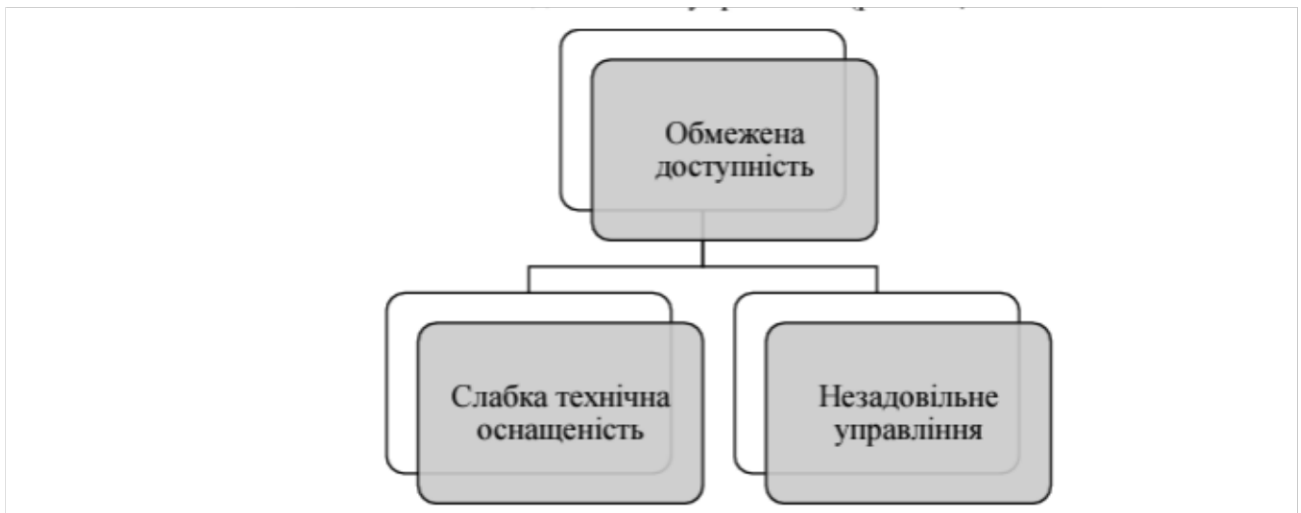 Обмежена
доступність
Слабка технічна
оснащеність
Незадовільне
управління